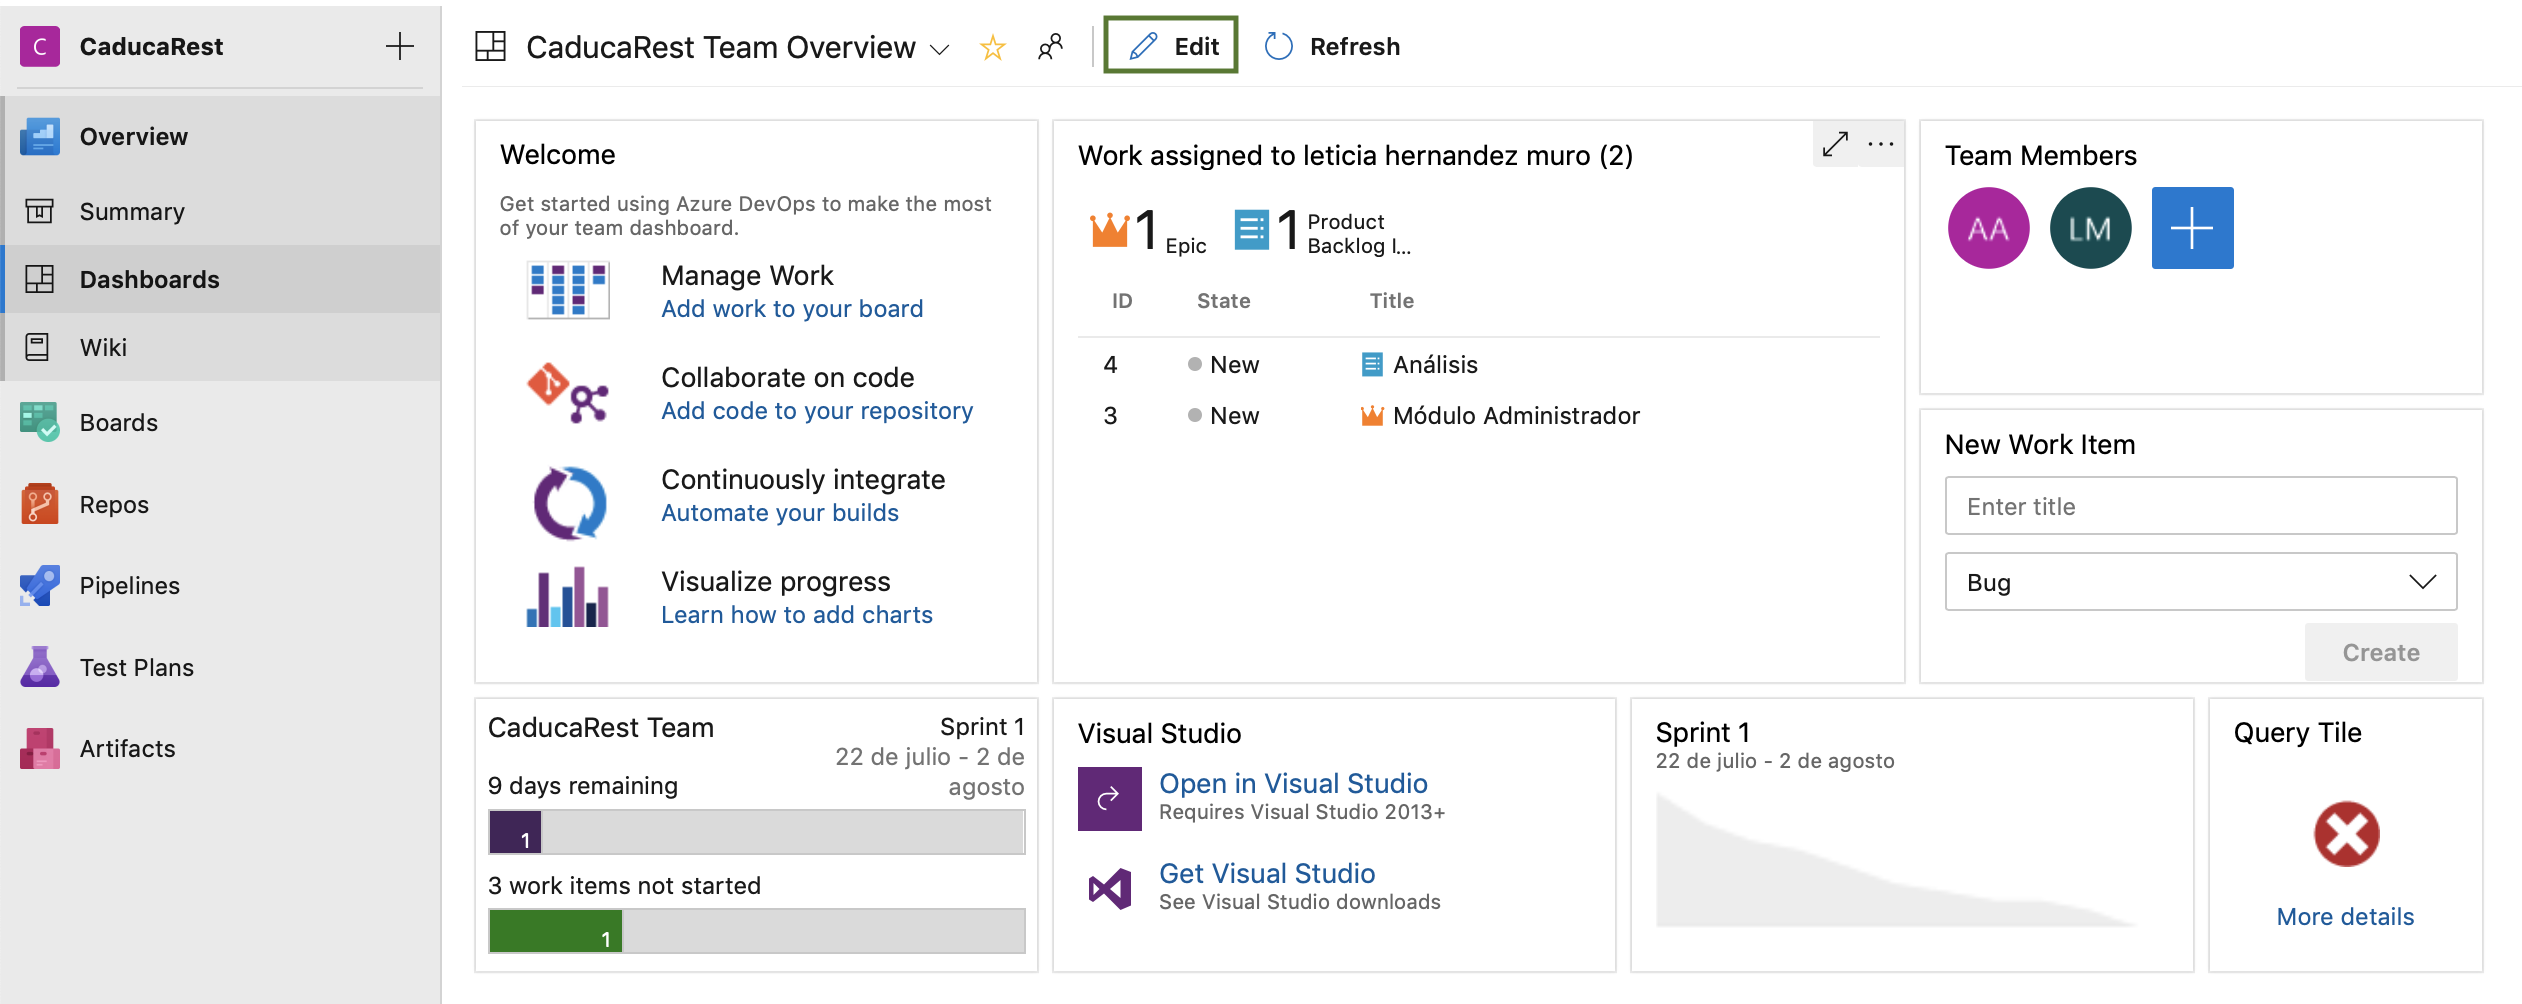 C CaducaRest
Overview
Summary
Dashboards
Wiki
Boards
Repos
Pipelines
Test Plans
Artifacts
CaducaRest Team Overview
Edit
Refresh
Welcome
Get started using Azure DevOps to make the most
of your team dashboard.
Manage Work
Add work to your board
Collaborate on code
Add code to your repository
Continuously integrate
Automate your builds
Visualize progress
Learn how to add charts
Work assigned to leticia hernandez muro (2)
1 Epic
1 Product
Backlog I...
ID State Title
4 New Análisis
3 New Módulo Administrador
Team Members
AA LM
New Work Item
Enter title
Bug
Create
CaducaRest Team
Sprint 1
22 de julio - 2 de
agosto
9 days remaining
1
3 work items not started
1
Visual Studio
Open in Visual Studio
Requires Visual Studio 2013+
Get Visual Studio
See Visual Studio downloads
Sprint 1
22 de julio - 2 de agosto
Query Tile
More details